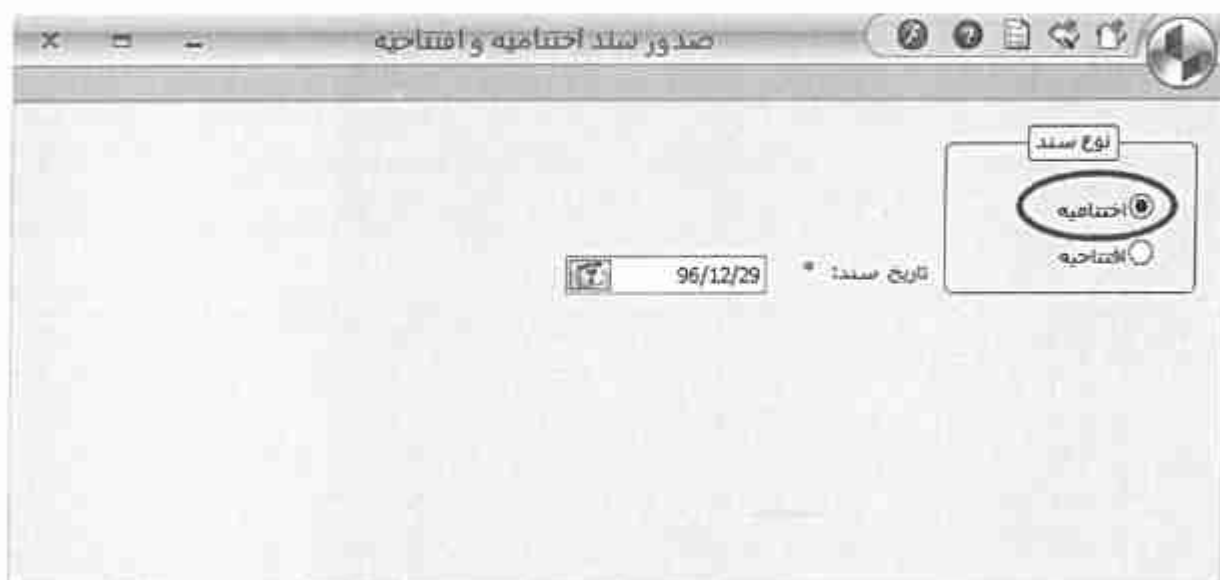 صدور سند اختتامیه و افتتاحیه
نوع سند
اختتامیه
افتتاحیه
تاریخ سند: *
96/12/29